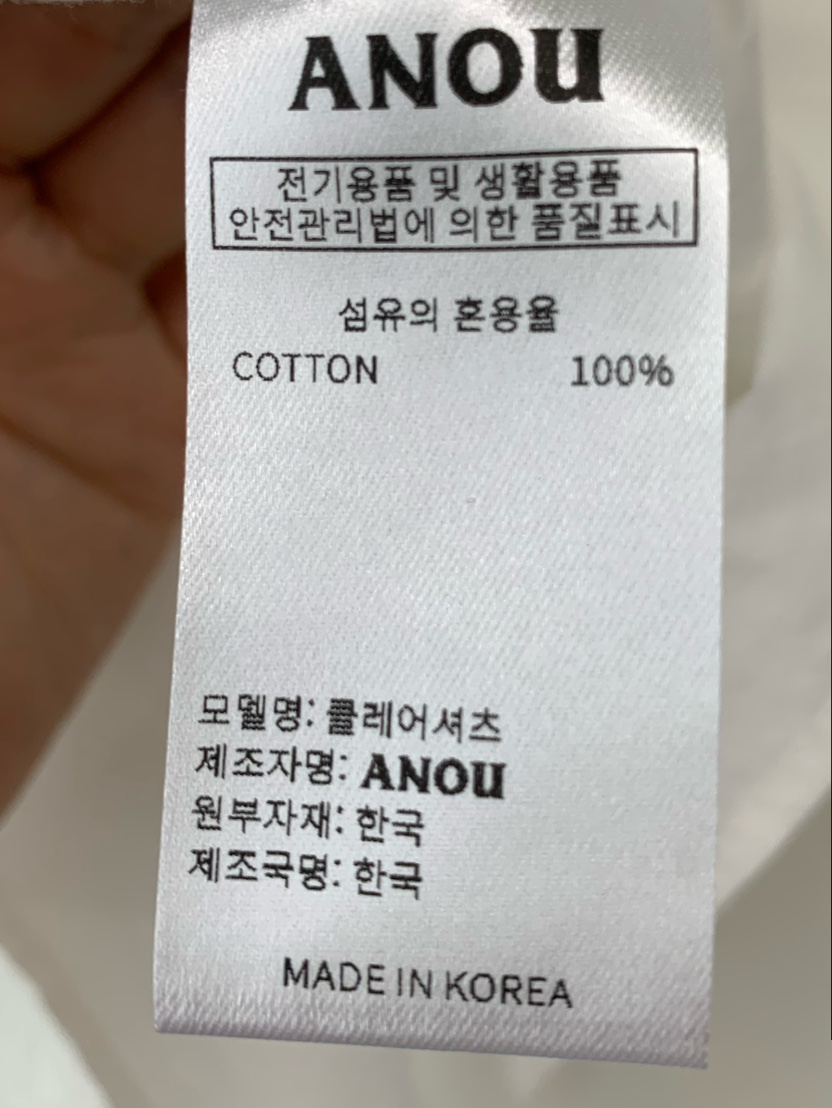 ANOU
전기용품 및 생활용품
안전관리법에 의한 품질표시
섬유의 혼용율
COTTON 100%
모델명: 클레어셔츠
제조자명: ANOU
원부자재: 한국
제조국명: 한국
MADE IN KOREA